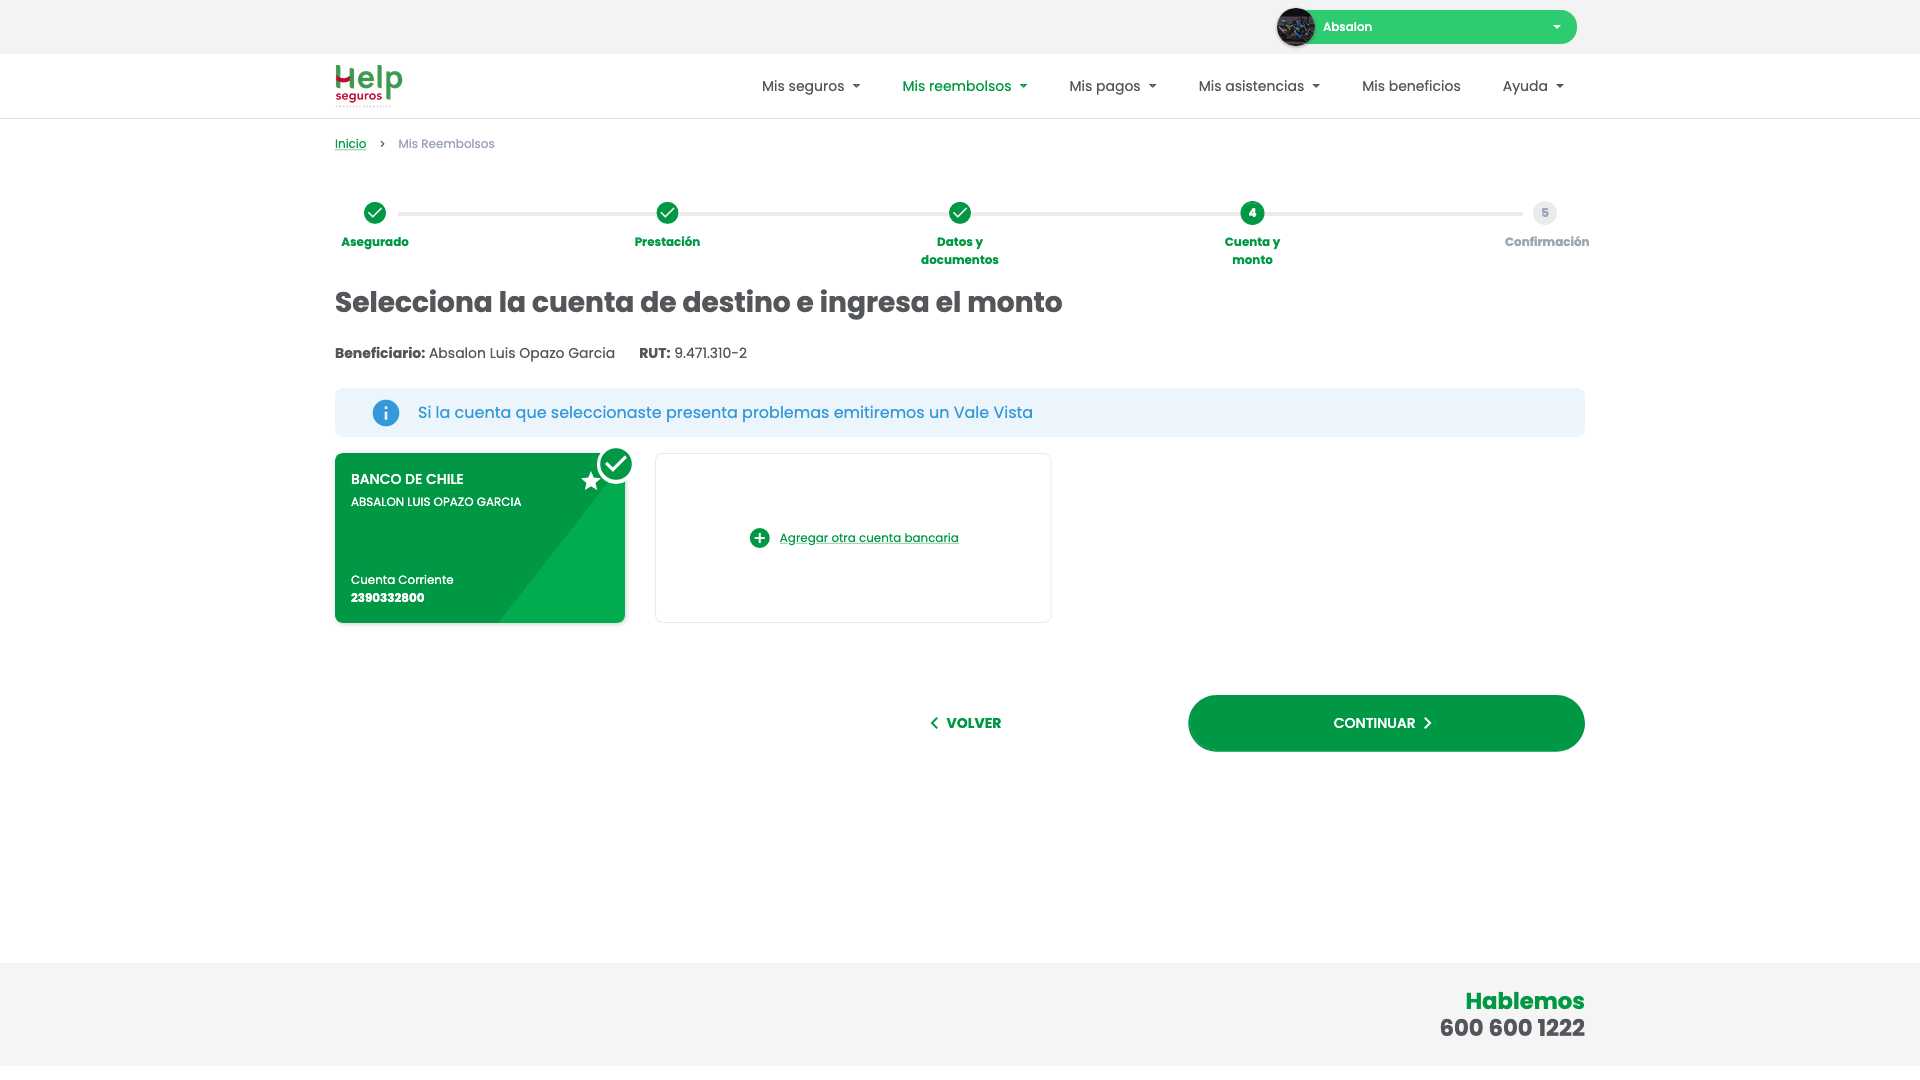 Absalon
Help
seguros
Mis seguros
Mis reembolsos
Mis pagos
Mis asistencias
Mis beneficios
Ayuda
Inicio > Mis Reembolsos
Asegurado
Prestación
Datos y
documentos
4
Cuenta y
monto
5
Confirmación
Selecciona la cuenta de destino e ingresa el monto
Beneficiario: Absalon Luis Opazo Garcia RUT: 9.471.310-2
Si la cuenta que seleccionaste presenta problemas emitiremos un Vale Vista
BANCO DE CHILE
ABSALON LUIS OPAZO GARCIA
Cuenta Corriente
2390332800
Agregar otra cuenta bancaria
VOLVER
CONTINUAR
Hablemos
600 600 1222